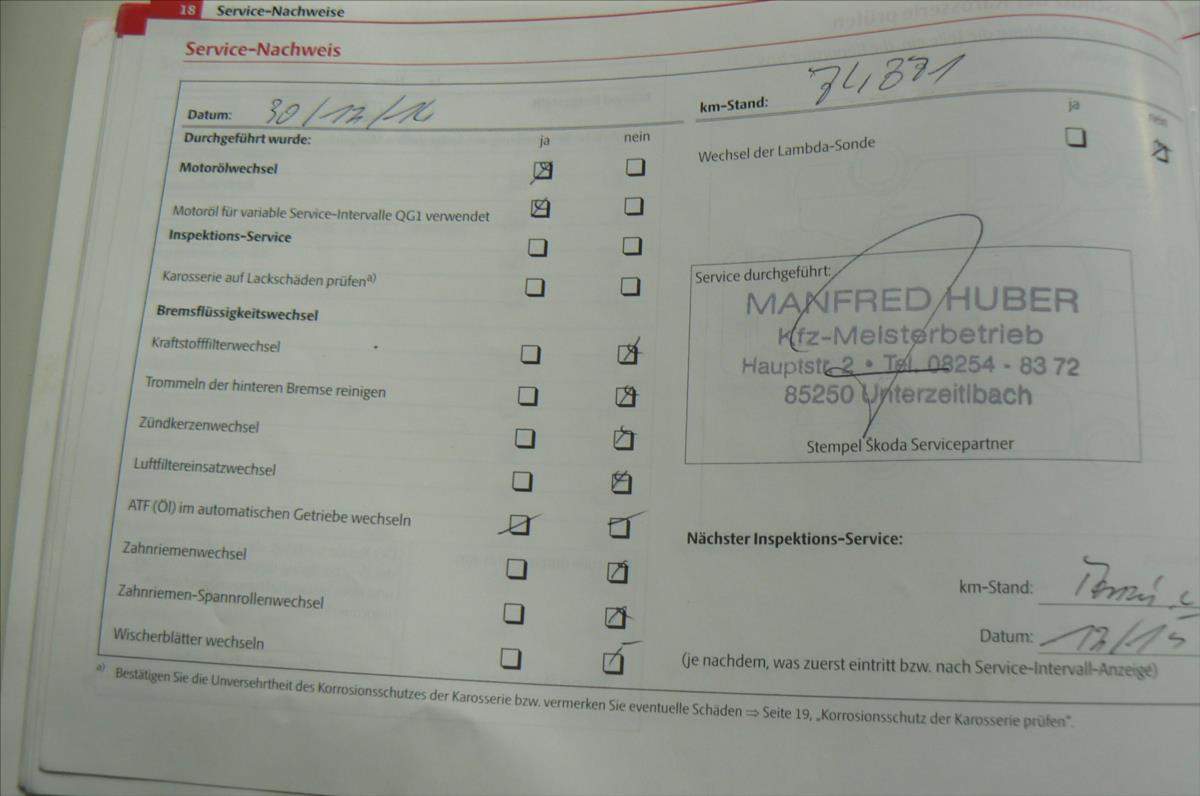 18 Service-Nachweise
Service-Nachweis
Datum: 30/12/16
Durchgeführt wurde: ja nein
Motorölwechsel
Motoröl für variable Service-Intervalle QG1 verwendet
Inspektions-Service
Karosserie auf Lackschäden prüfen a)
Bremsflüssigkeitswechsel
Kraftstofffilterwechsel
Trommeln der hinteren Bremse reinigen
Zündkerzenwechsel
Luftfiltereinsatzwechsel
ATF (Öl) im automatischen Getriebe wechseln
Zahnriemenwechsel
Zahnriemen-Spannrollenwechsel
Wischerblätter wechseln
km-Stand: 74871
ja nein
Wechsel der Lambda-Sonde
Service durchgeführt:
MANFRED HUBER
Kfz-Meisterbetrieb
Hauptstr. 2 • Tel. 08254 - 83 72
85250 Unterzeitlbach
Stempel Škoda Servicepartner
Nächster Inspektions-Service:
km-Stand:
Datum:
(je nachdem, was zuerst eintritt bzw. nach Service-Intervall-Anzeige)
a) Bestätigen Sie die Unversehrtheit des Korrosionsschutzes der Karosserie bzw. vermerken Sie eventuelle Schäden ⇒ Seite 19, „Korrosionsschutz der Karosserie prüfen“.